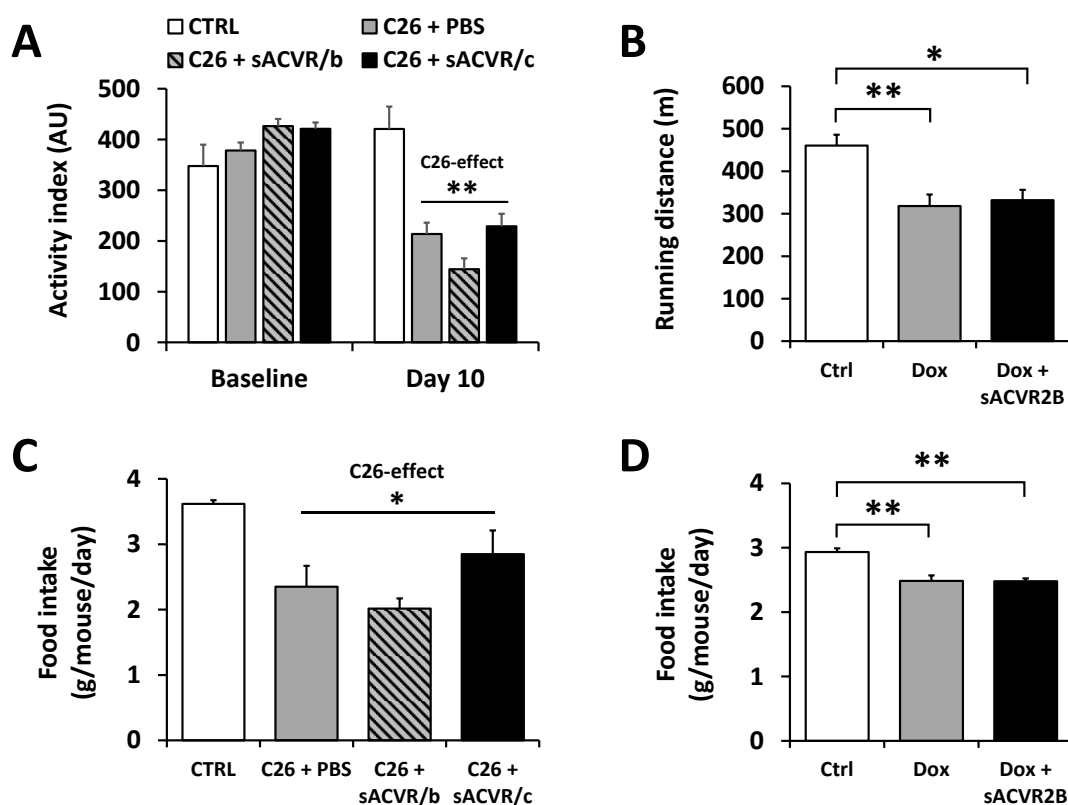 A
CTRL
C26 + PBS
C26 + sACVR/b
C26 + sACVR/c
Activity index (AU)
500
400
300
200
100
0
C26-effect
**
Baseline
Day 10
B
Running distance (m)
600
500
400
300
200
100
0
*
**
Ctrl
Dox
Dox +
sACVR2B
C
Food intake
(g/mouse/day)
4
3
2
1
0
C26-effect
*
CTRL
C26 + PBS
C26 +
sACVR/b
C26 +
sACVR/c
D
Food intake
(g/mouse/day)
4
3
2
1
0
**
**
Ctrl
Dox
Dox +
sACVR2B